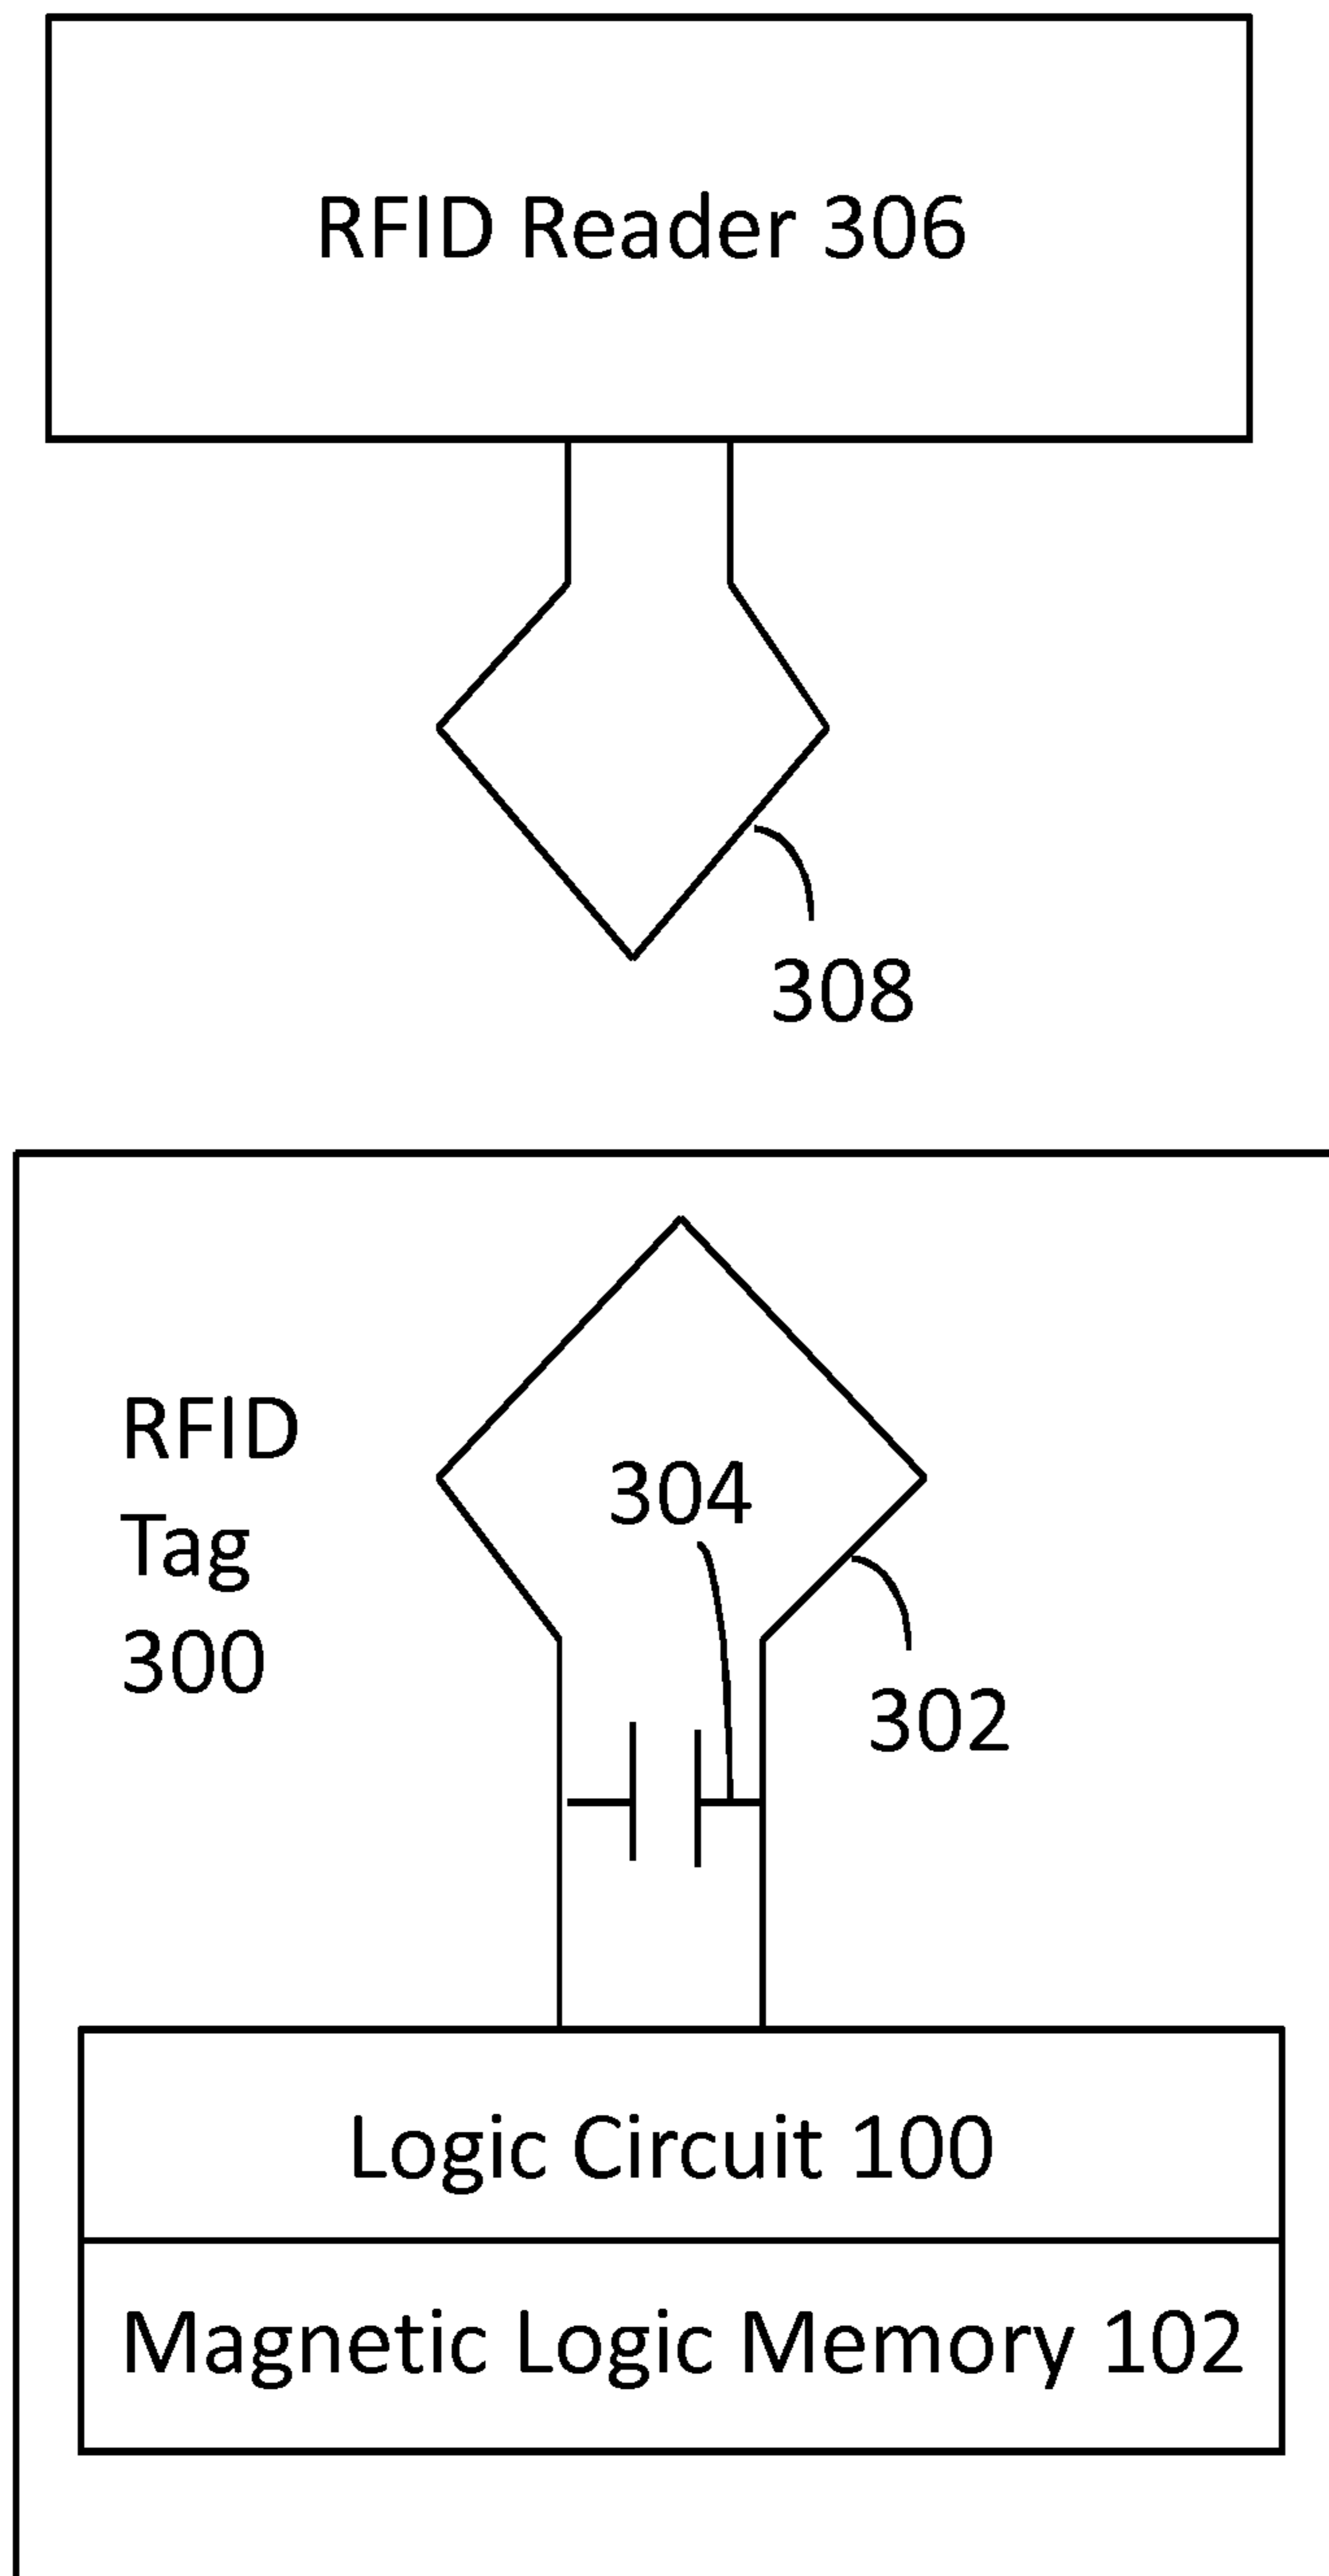 RFID Reader 306
308
RFID
Tag
300
304
302
Logic Circuit 100
Magnetic Logic Memory 102